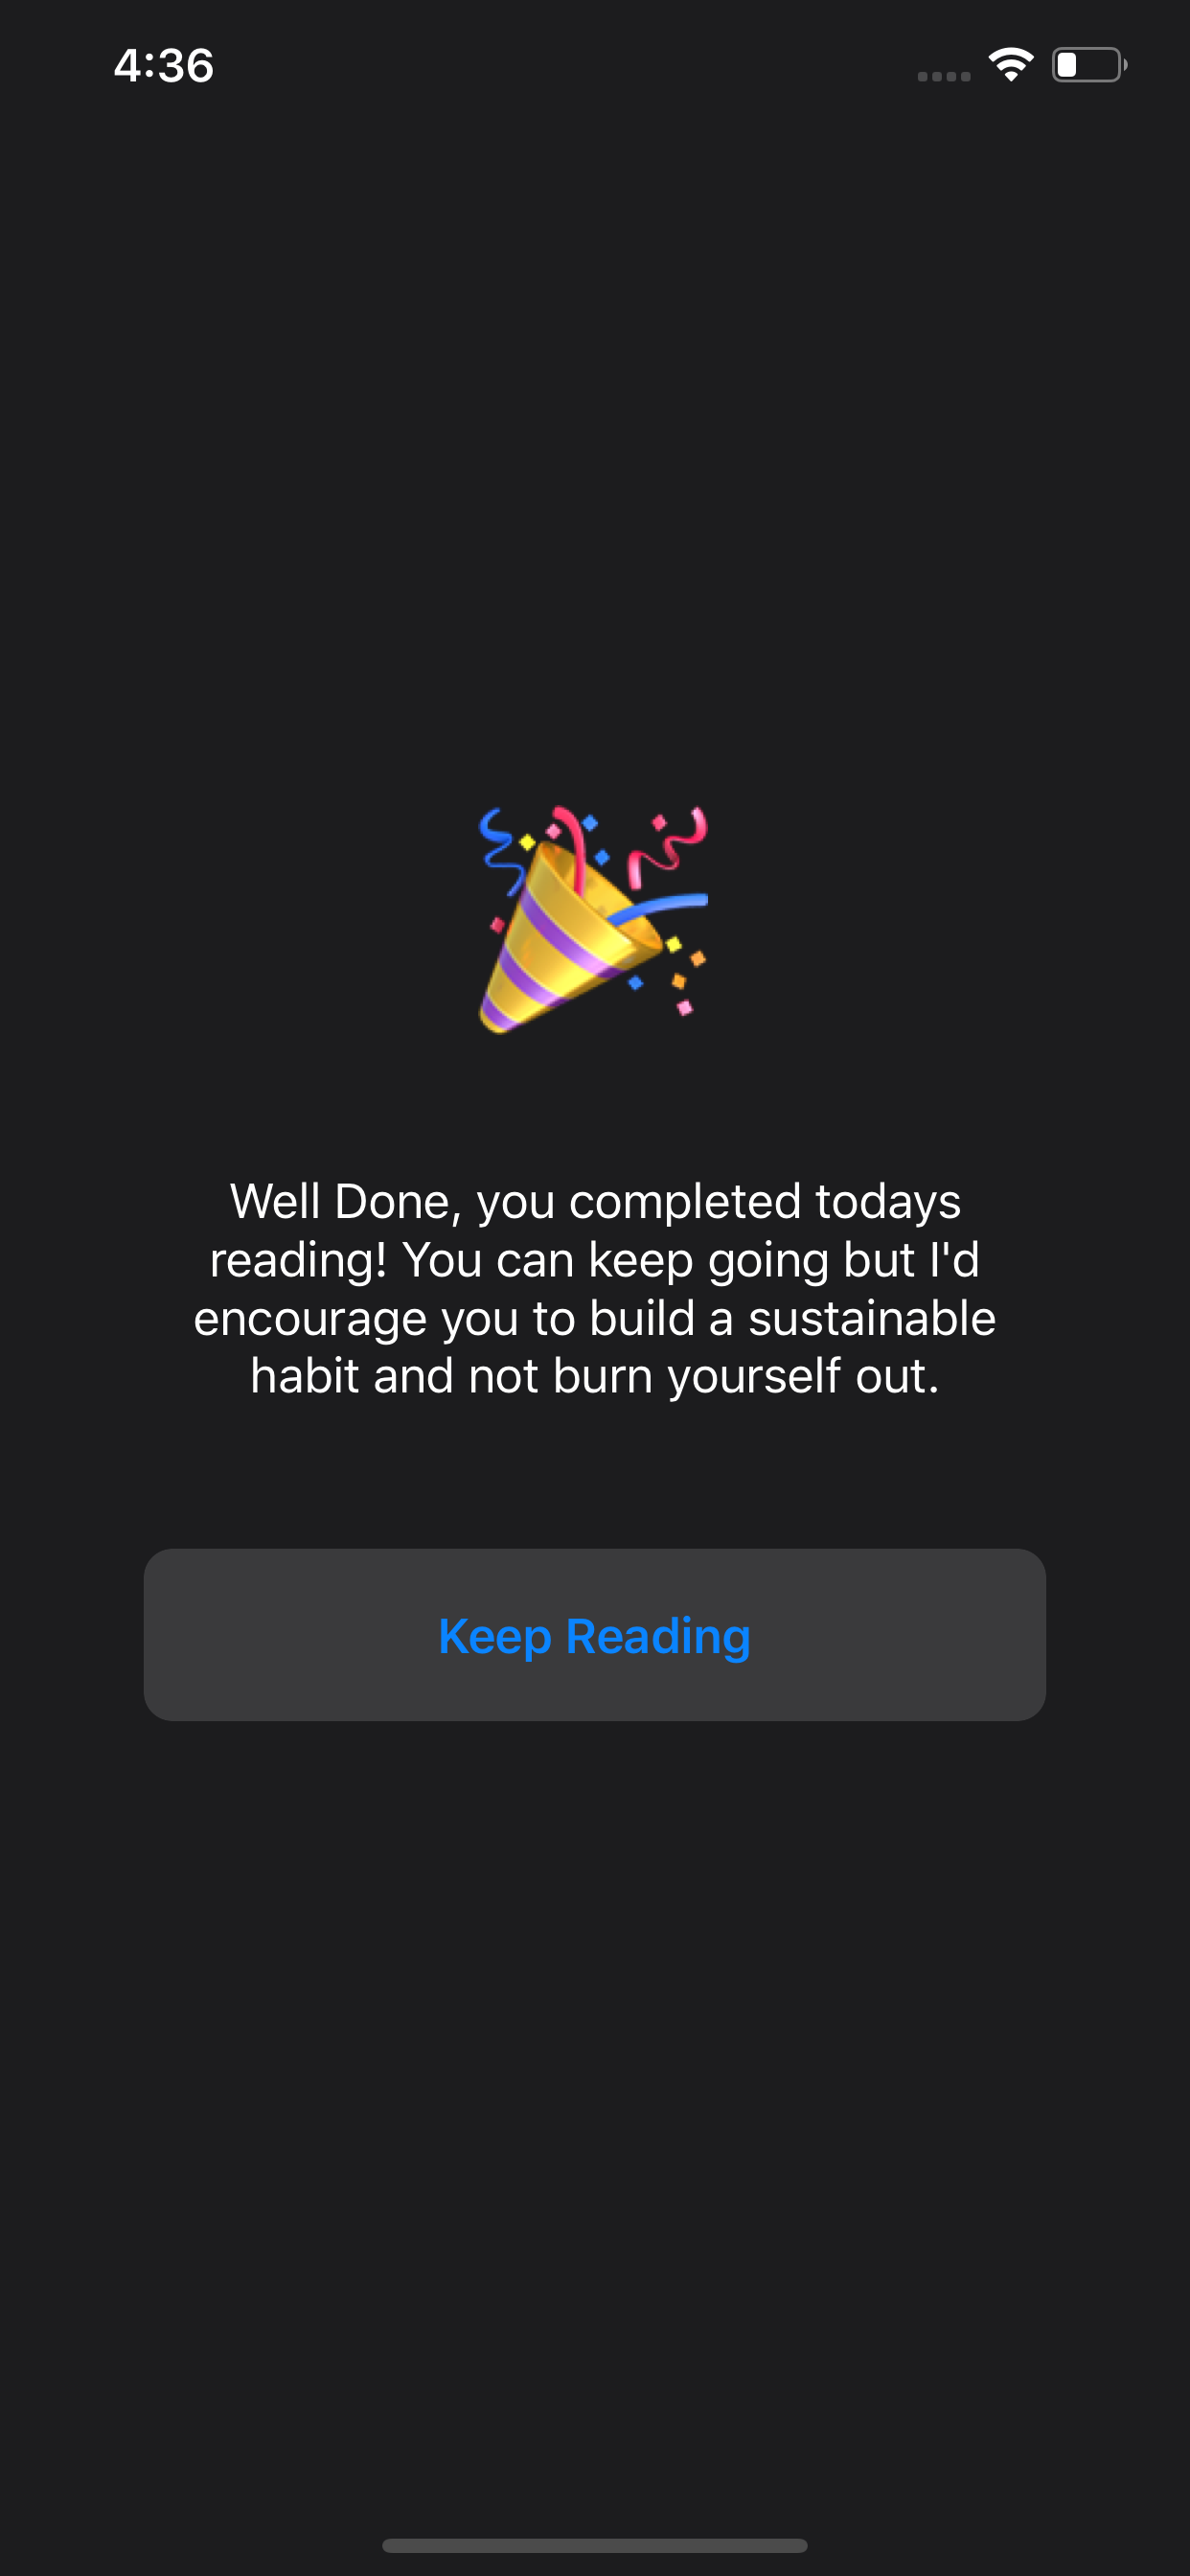 4:36
Well Done, you completed todays
reading! You can keep going but I'd
encourage you to build a sustainable
habit and not burn yourself out.
Keep Reading